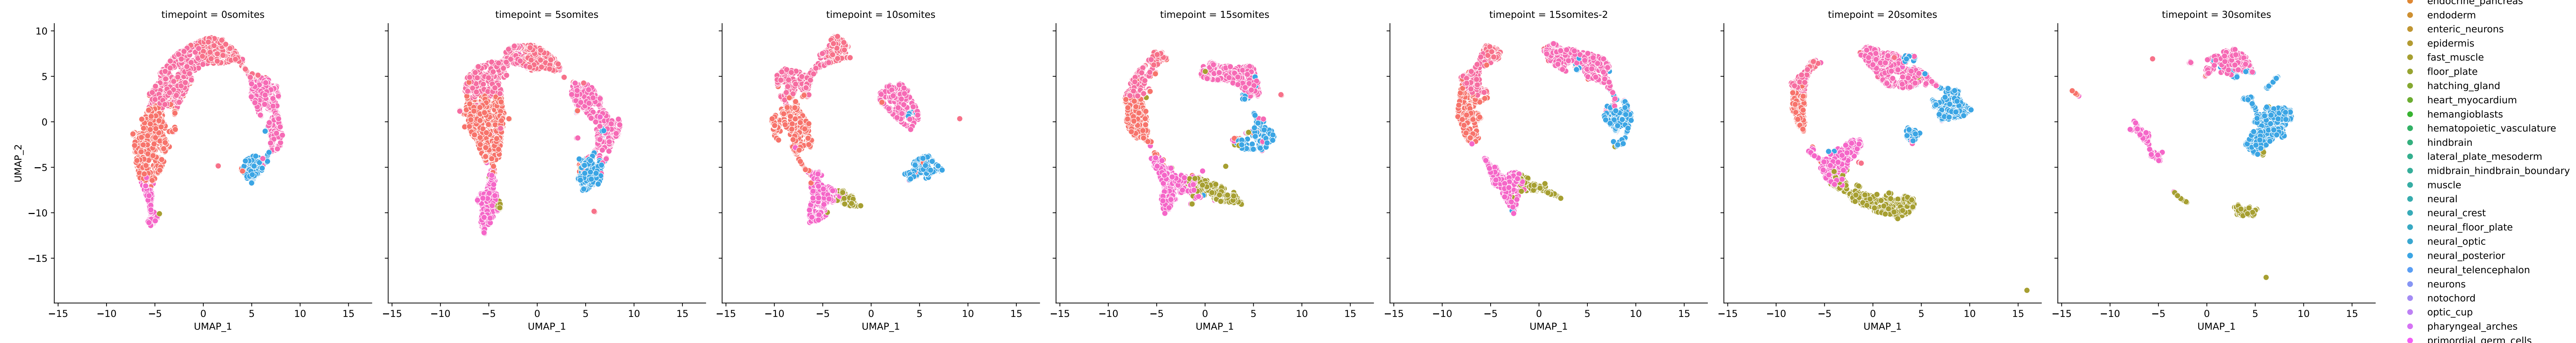 timepoint = 0somites
timepoint = 5somites
timepoint = 10somites
timepoint = 15somites
timepoint = 15somites-2
timepoint = 20somites
timepoint = 30somites
UMAP_2
10
5
0
−5
−10
−15
−15 −10 −5 0 5 10 15
−15 −10 −5 0 5 10 15
−15 −10 −5 0 5 10 15
−15 −10 −5 0 5 10 15
−15 −10 −5 0 5 10 15
−15 −10 −5 0 5 10 15
−15 −10 −5 0 5 10 15
UMAP_1
UMAP_1
UMAP_1
UMAP_1
UMAP_1
UMAP_1
UMAP_1
endocrine_pancreas
endoderm
enteric_neurons
epidermis
fast_muscle
floor_plate
hatching_gland
heart_myocardium
hemangioblasts
hematopoietic_vasculature
hindbrain
lateral_plate_mesoderm
midbrain_hindbrain_boundary
muscle
neural
neural_crest
neural_floor_plate
neural_optic
neural_posterior
neural_telencephalon
neurons
notochord
optic_cup
pharyngeal_arches
primordial_germ_cells